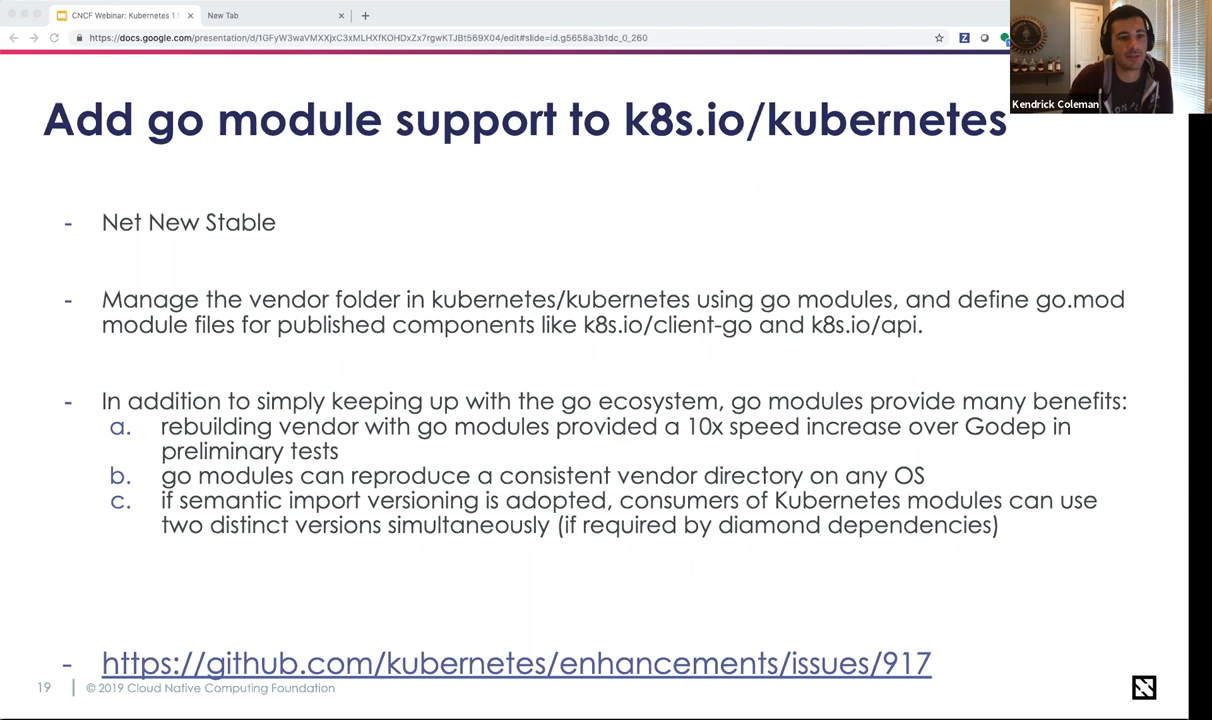 CNCF Webinar: Kubernetes 1.1
New Tab
https://docs.google.com/presentation/d/1GFyW3waVMXXjxC3xMLHXfKOHDxZx7rgwKTJBt569X04/edit#slide=id.g5658a3b1dc_0_260
Kendrick Coleman
Add go module support to k8s.io/kubernetes
- Net New Stable
- Manage the vendor folder in kubernetes/kubernetes using go modules, and define go.mod
module files for published components like k8s.io/client-go and k8s.io/api.
- In addition to simply keeping up with the go ecosystem, go modules provide many benefits:
a. rebuilding vendor with go modules provided a 10x speed increase over Godep in
preliminary tests
b. go modules can reproduce a consistent vendor directory on any OS
c. if semantic import versioning is adopted, consumers of Kubernetes modules can use
two distinct versions simultaneously (if required by diamond dependencies)
- https://github.com/kubernetes/enhancements/issues/917
19 © 2019 Cloud Native Computing Foundation